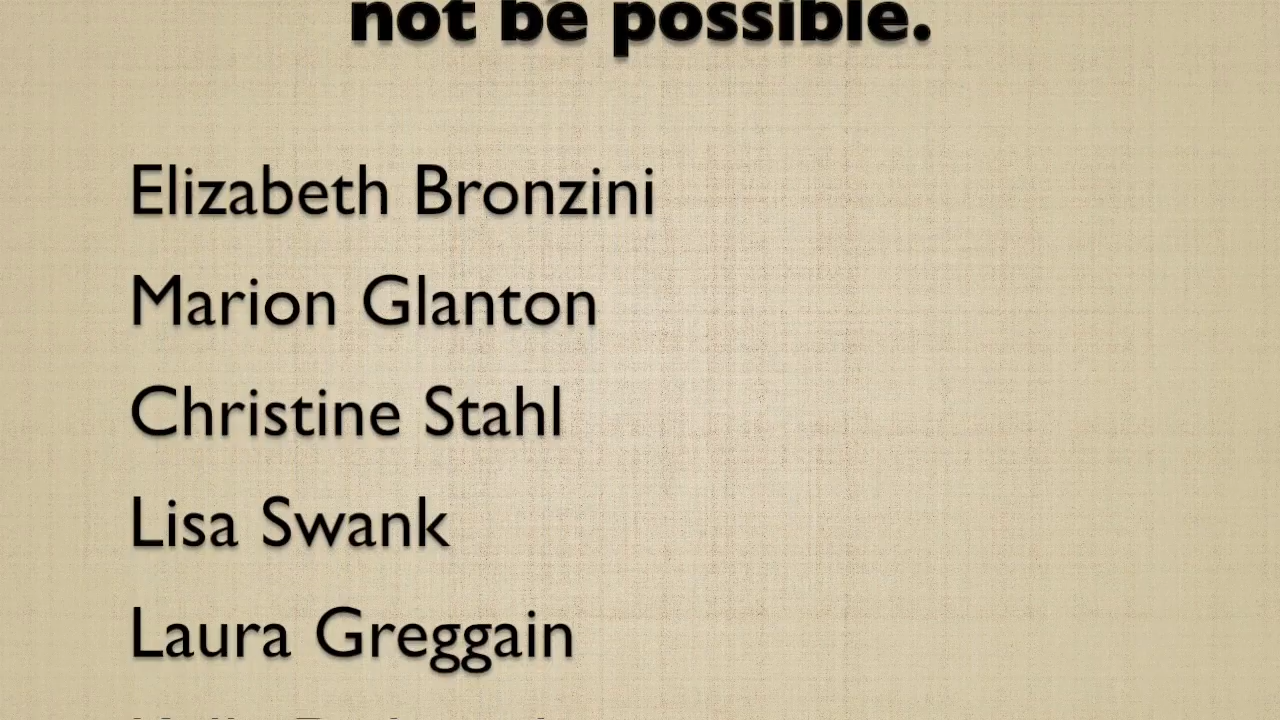 not be possible.
Elizabeth Bronzini
Marion Glanton
Christine Stahl
Lisa Swank
Laura Greggain